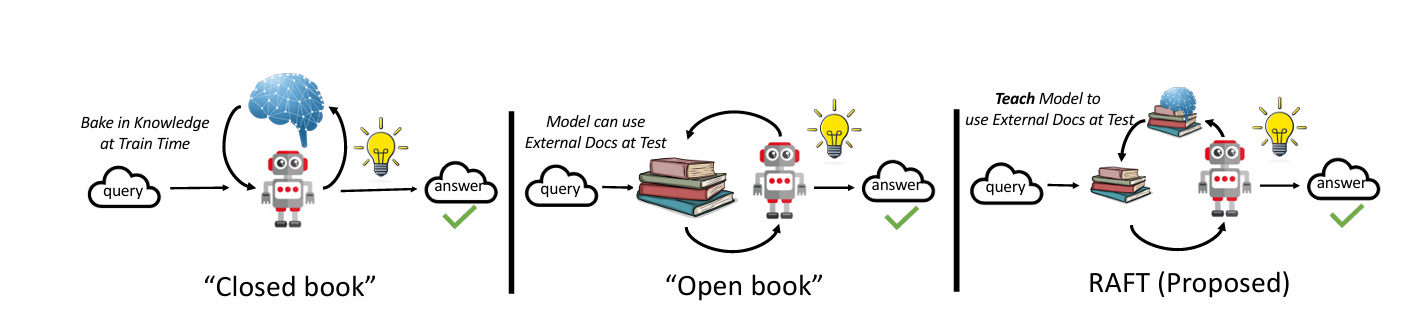 Bake in Knowledge
at Train Time
query
answer
“Closed book”
Model can use
External Docs at Test
query
answer
“Open book”
Teach Model to
use External Docs at Test
query
answer
RAFT (Proposed)